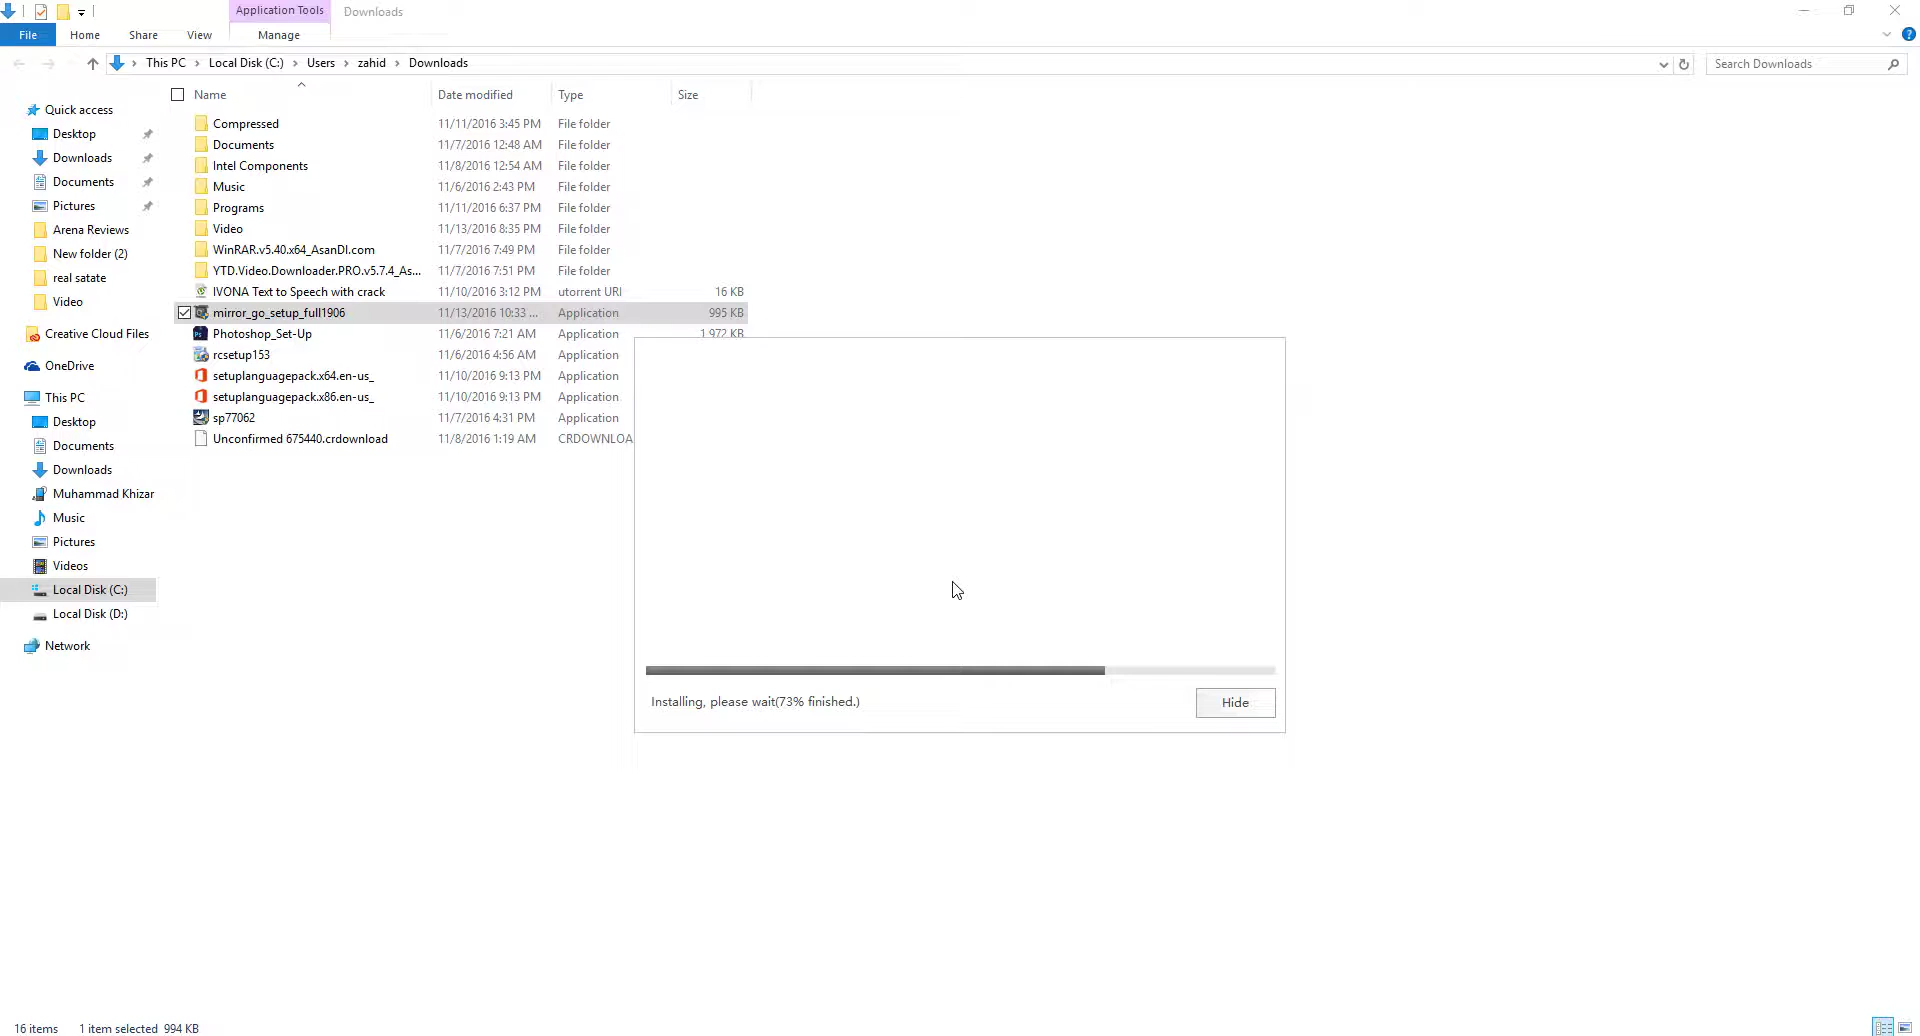 Application Tools Downloads
File Home Share View Manage
This PC Local Disk (C:) Users zahid Downloads Search Downloads
Name Date modified Type Size
Quick access
Desktop
Downloads
Documents
Pictures
Arena Reviews
New folder (2)
real satate
Video
Creative Cloud Files
OneDrive
This PC
Desktop
Documents
Downloads
Muhammad Khizar
Music
Pictures
Videos
Local Disk (C:)
Local Disk (D:)
Network
Compressed 11/11/2016 3:45 PM File folder
Documents 11/7/2016 12:48 AM File folder
Intel Components 11/8/2016 12:54 AM File folder
Music 11/6/2016 2:43 PM File folder
Programs 11/11/2016 6:37 PM File folder
Video 11/13/2016 8:35 PM File folder
WinRAR.v5.40.x64_AsanDl.com 11/7/2016 7:49 PM File folder
YTD.Video.Downloader.PRO.v5.7.4_As... 11/7/2016 7:51 PM File folder
IVONA Text to Speech with crack 11/10/2016 3:12 PM utorrent URI 16 KB
mirror_go_setup_full1906 11/13/2016 10:33 ... Application 995 KB
Photoshop_Set-Up 11/6/2016 7:21 AM Application 1,972 KB
rcsetup153 11/6/2016 4:56 AM Application
setuplanguagepack.x64.en-us_ 11/10/2016 9:13 PM Application
setuplanguagepack.x86.en-us_ 11/10/2016 9:13 PM Application
sp77062 11/7/2016 4:31 PM Application
Unconfirmed 675440.crdownload 11/8/2016 1:19 AM CRDOWNLOA
Installing, please wait(73% finished.) Hide
16 items 1 item selected 994 KB